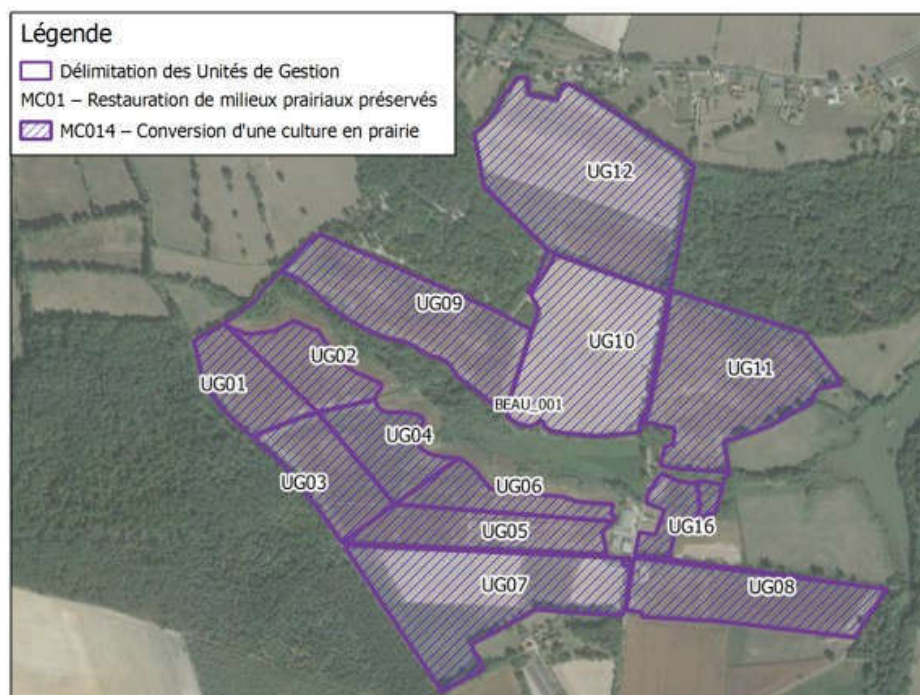 Légende
Délimitation des Unités de Gestion
MC01 – Restauration de milieux prairiaux préservés
MC014 – Conversion d'une culture en prairie
UG12
UG09
UG10
UG02
UG11
UG01
BEAU_001
UG04
UG03
UG06
UG16
UG05
UG07
UG08